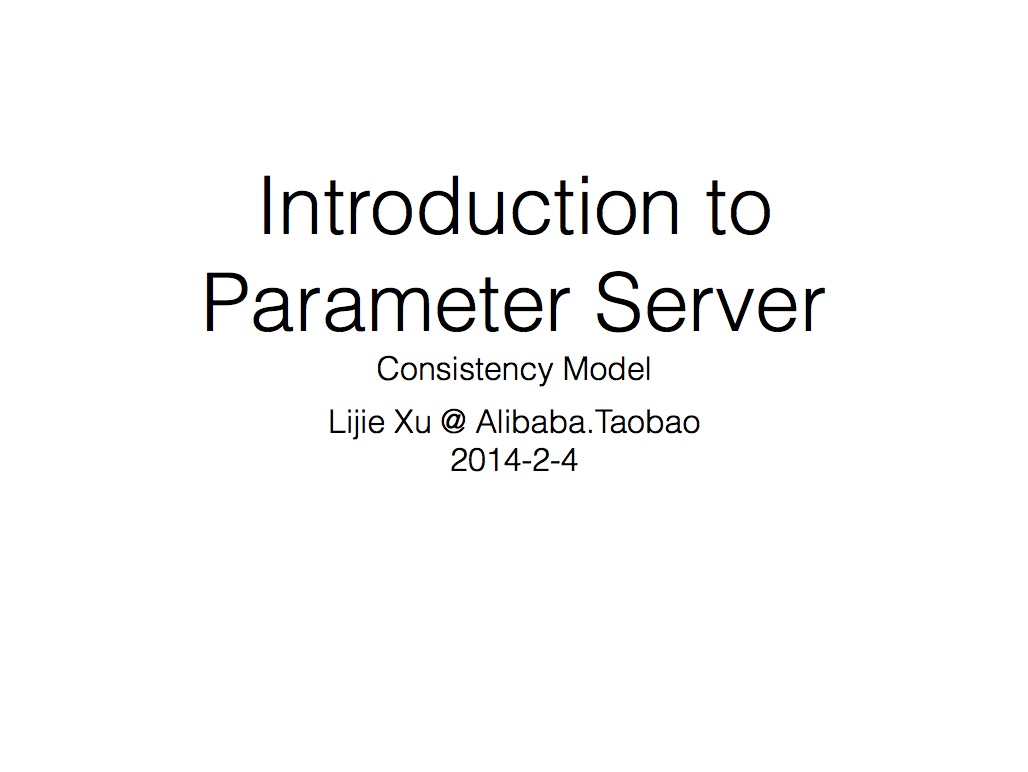 Introduction to
Parameter Server
Consistency Model
Lijie Xu @ Alibaba.Taobao
2014-2-4